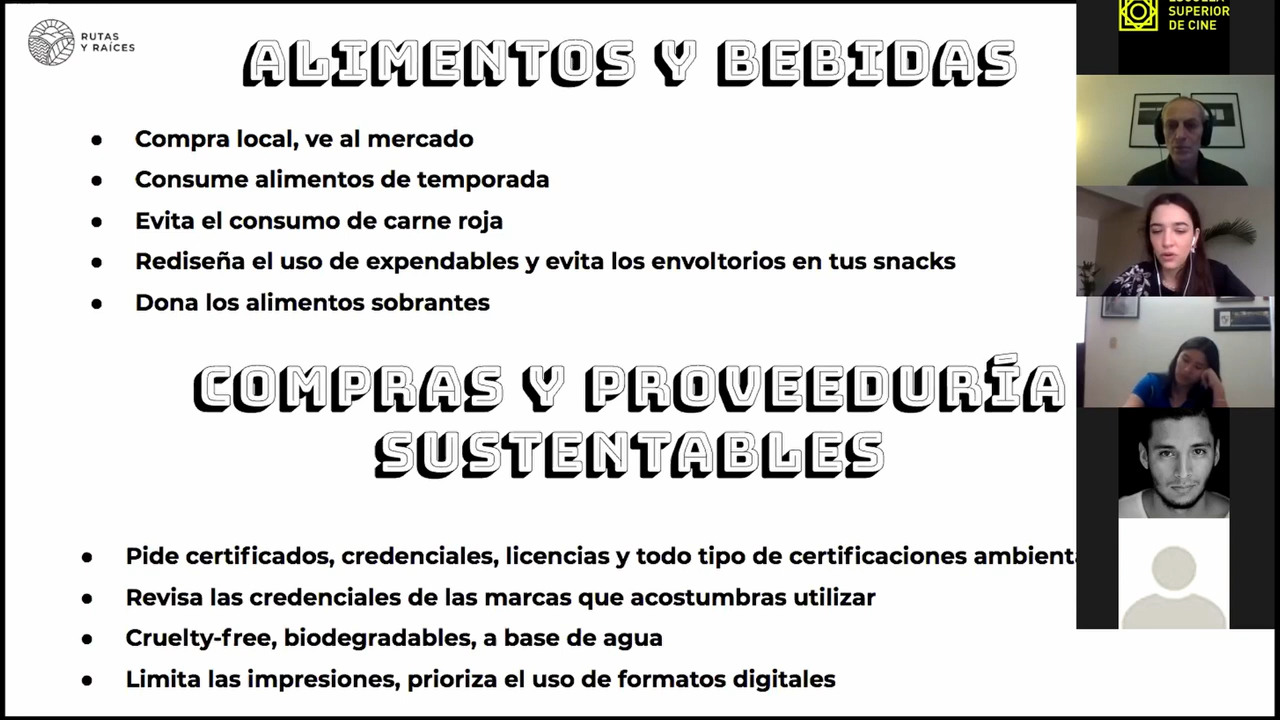 RUTAS
Y RAÍCES
ALIMENTOS Y BEBIDAS
• Compra local, ve al mercado
• Consume alimentos de temporada
• Evita el consumo de carne roja
• Rediseña el uso de expendables y evita los envoltorios en tus snacks
• Dona los alimentos sobrantes
COMPRAS Y PROVEEDURÍA
SUSTENTABLES
• Pide certificados, credenciales, licencias y todo tipo de certificaciones
• Revisa las credenciales de las marcas que acostumbras utilizar
• Cruelty-free, biodegradables, a base de agua
• Limita las impresiones, prioriza el uso de formatos digitales
SUPERIOR
DE CINE